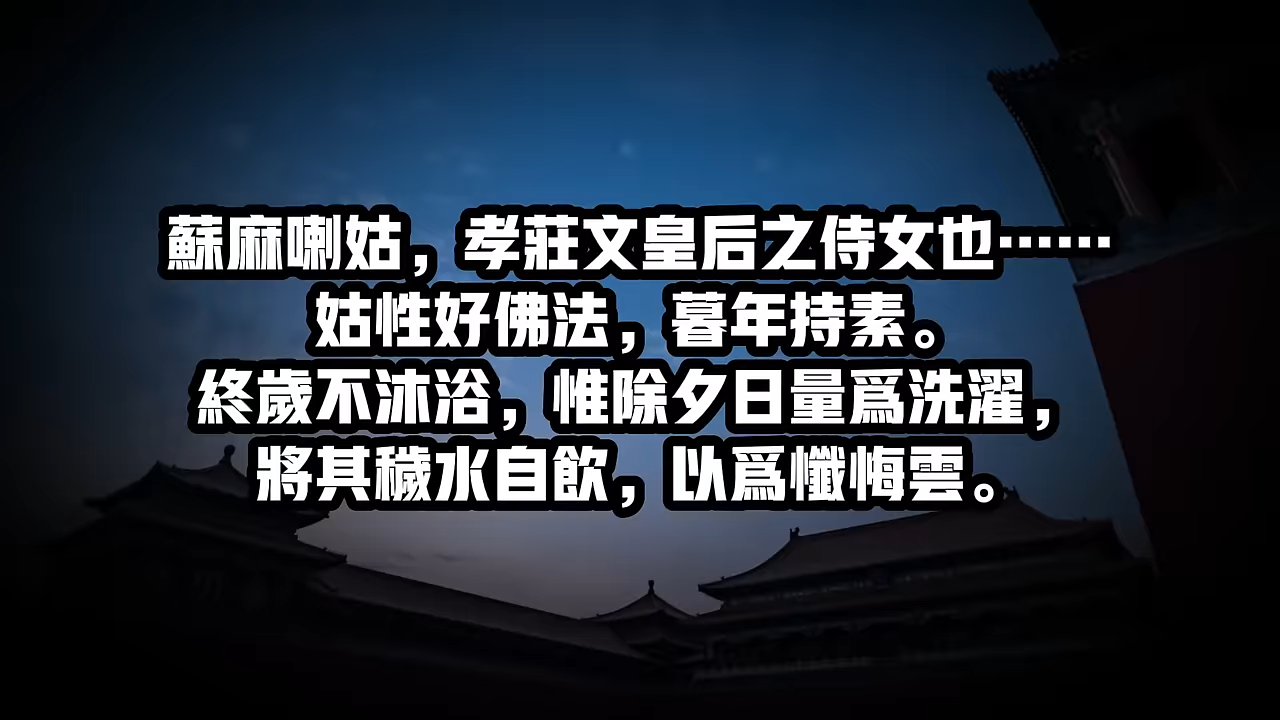 蘇麻喇姑，孝莊文皇后之侍女也······
姑性好佛法，暮年持素。
終歲不沐浴，惟除夕日量爲洗濯，
將其穢水自飲，以爲懺悔雲。